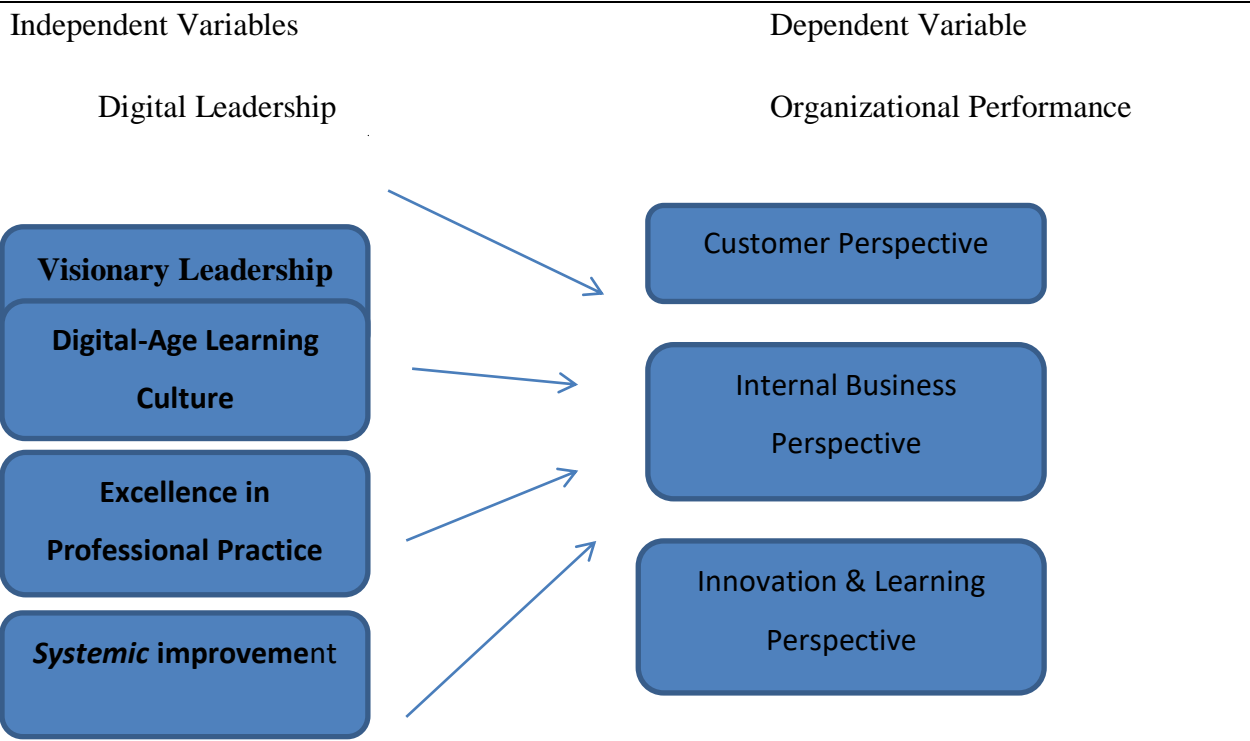 Independent Variables
Dependent Variable
Digital Leadership
Organizational Performance
Visionary Leadership
Digital-Age Learning
Culture
Excellence in
Professional Practice
Systemic improvement
Customer Perspective
Internal Business
Perspective
Innovation & Learning
Perspective